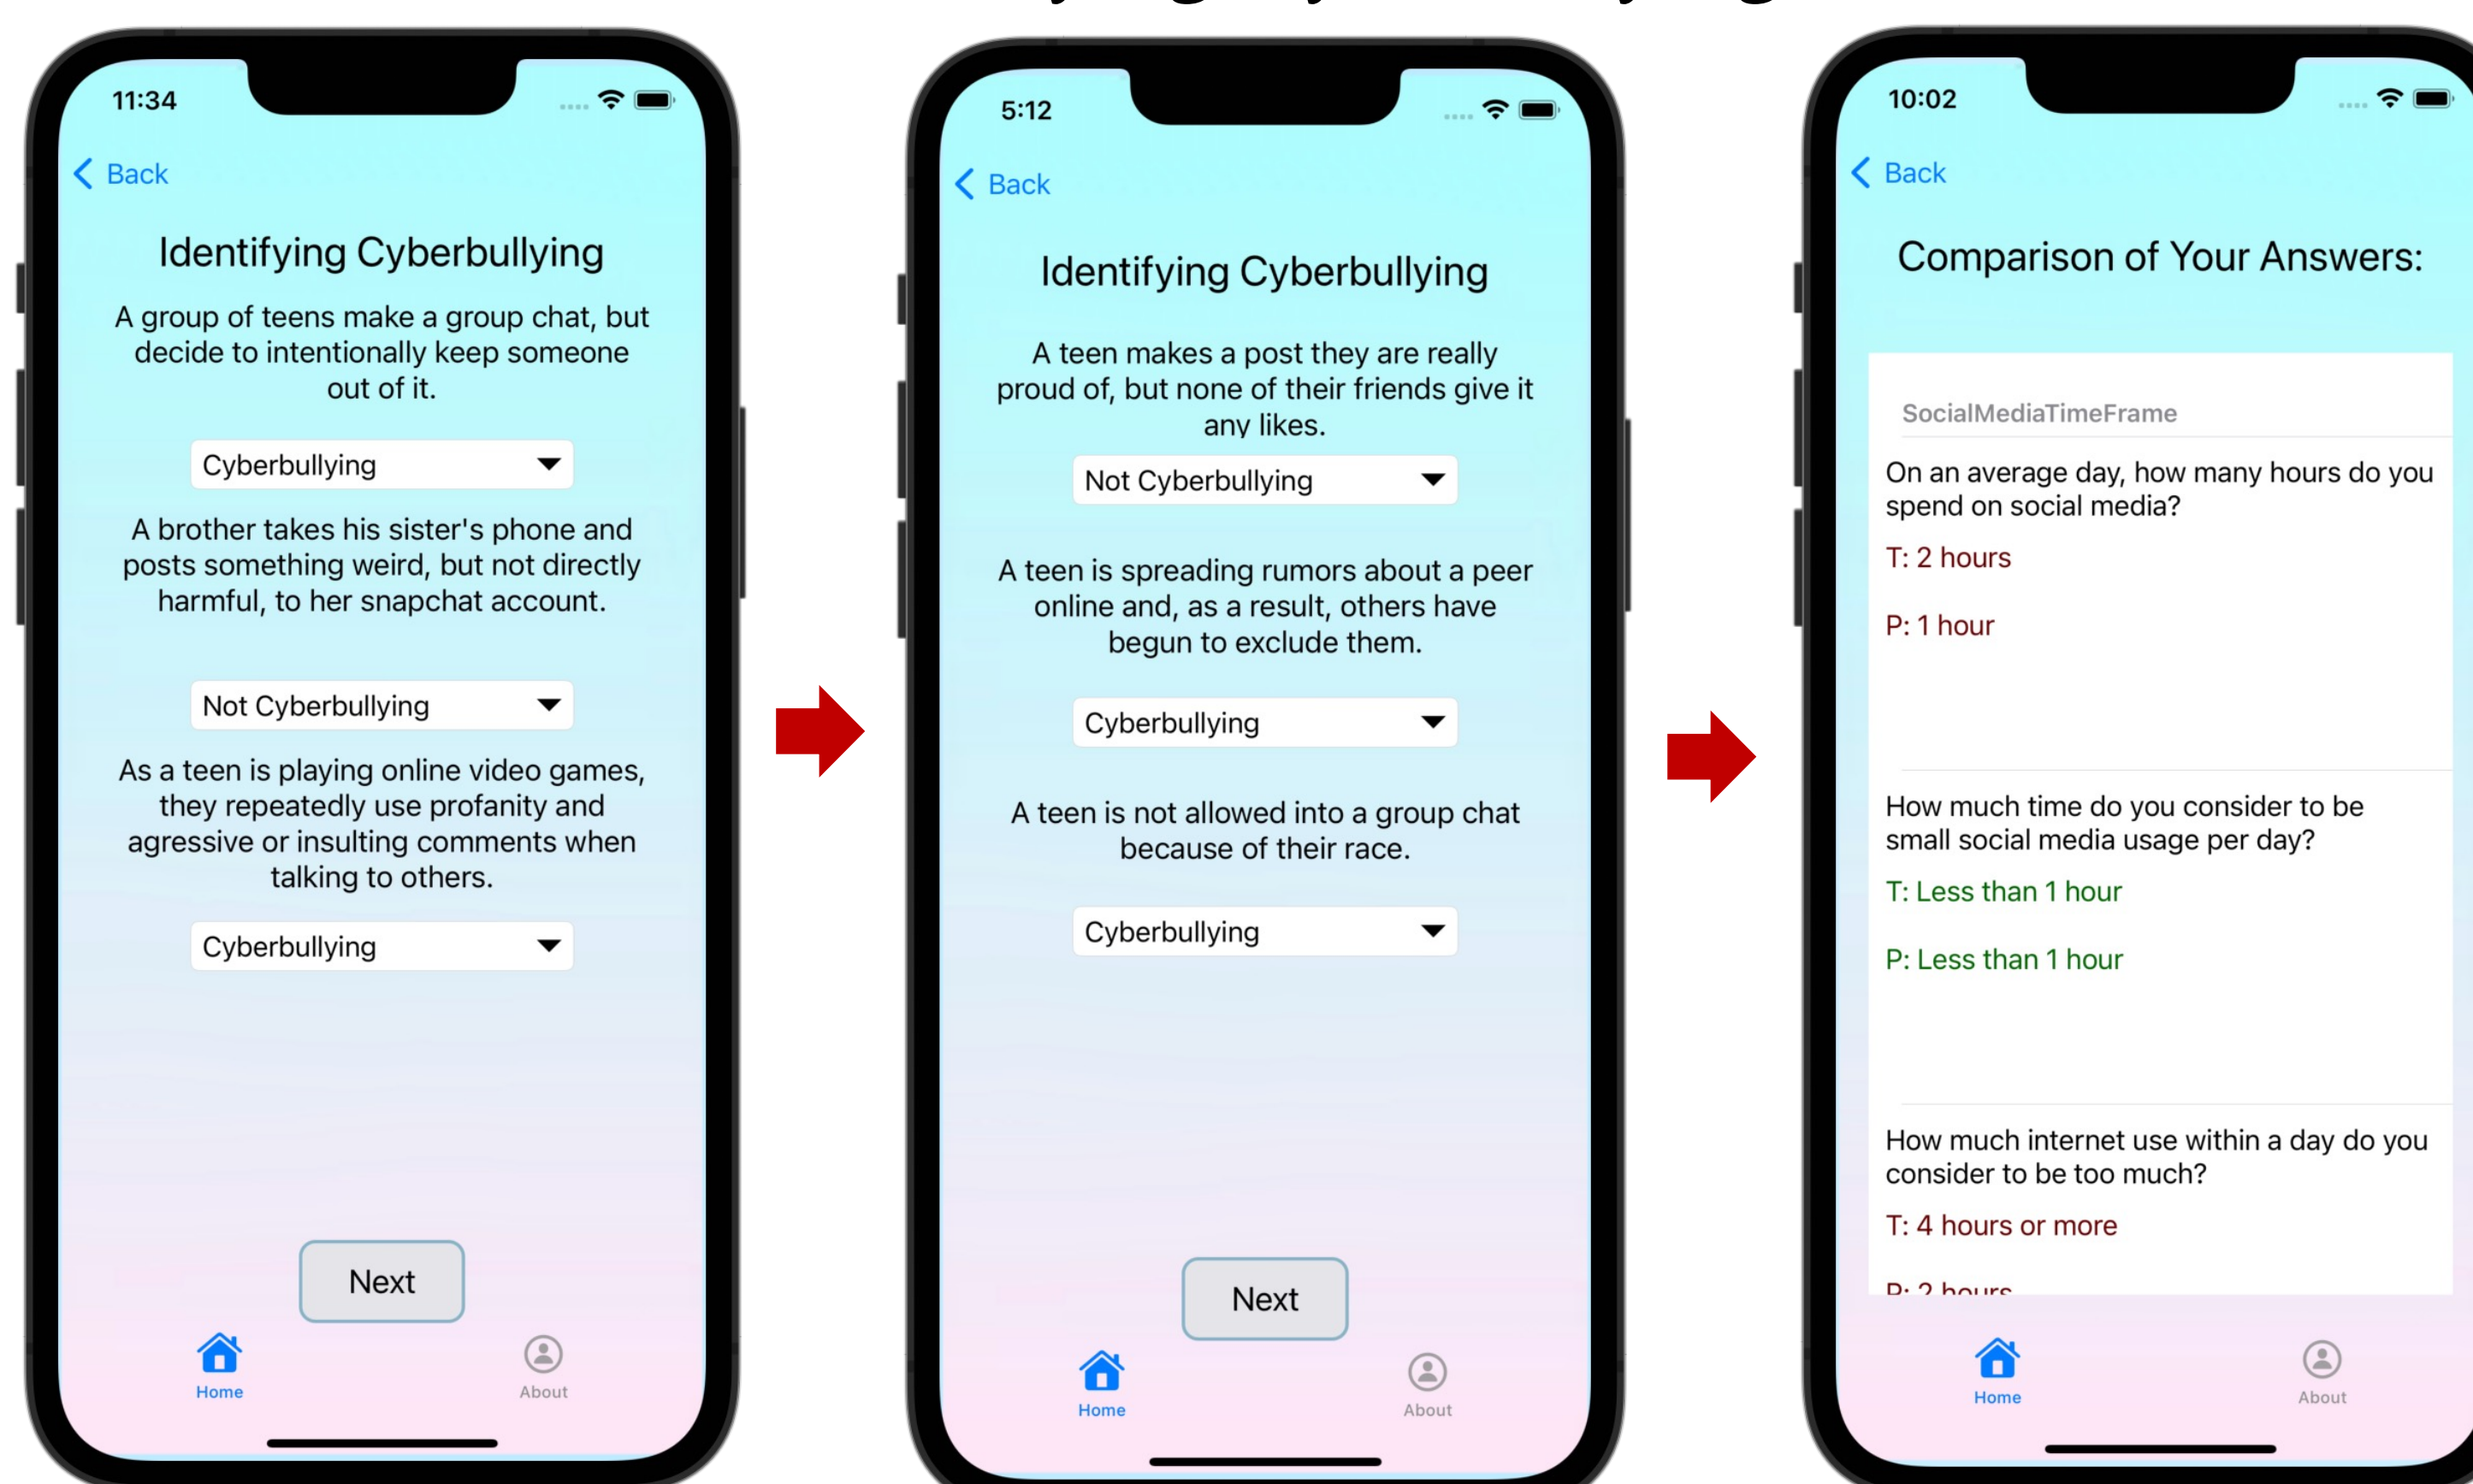 11:34
Back
Identifying Cyberbullying
A group of teens make a group chat, but
decide to intentionally keep someone
out of it.
Cyberbullying
A brother takes his sister's phone and
posts something weird, but not directly
harmful, to her snapchat account.
Not Cyberbullying
As a teen is playing online video games,
they repeatedly use profanity and
agressive or insulting comments when
talking to others.
Cyberbullying
Next
Home
About
5:12
Back
Identifying Cyberbullying
A teen makes a post they are really
proud of, but none of their friends give it
any likes.
Not Cyberbullying
A teen is spreading rumors about a peer
online and, as a result, others have
begun to exclude them.
Cyberbullying
A teen is not allowed into a group chat
because of their race.
Cyberbullying
Next
Home
About
10:02
Back
Comparison of Your Answers:
SocialMediaTimeFrame
On an average day, how many hours do you
spend on social media?
T: 2 hours
P: 1 hour
How much time do you consider to be
small social media usage per day?
T: Less than 1 hour
P: Less than 1 hour
How much internet use within a day do you
consider to be too much?
T: 4 hours or more
P: 2 hours
Home
About